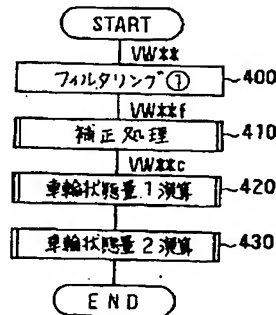 START
VW**
フィルタリング① 400
VW**f
補正処理 410
VW**c
車輪状態量1演算 420
車輪状態量2演算 430
END